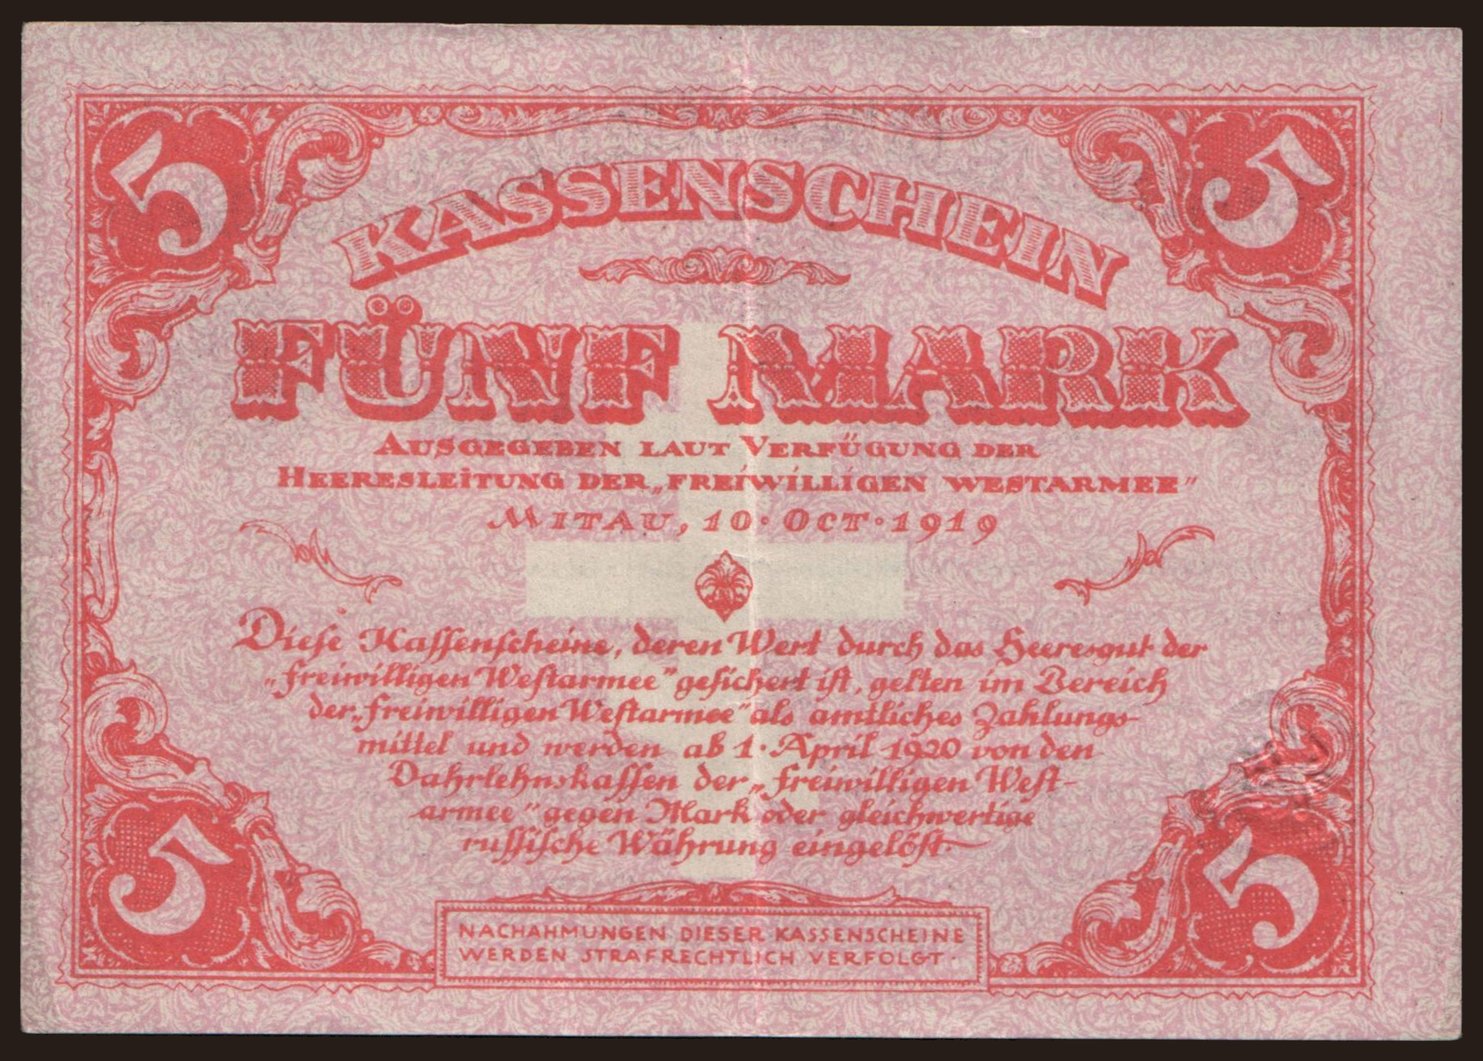 5 5
KASSENSCHEIN
FÜNF MARK
AUSGEGEBEN LAUT VERFÜGUNG DER
HEERESLEITUNG DER „FREIWILLIGEN WESTARMEE"
MITAU, 10. OCT. 1919
Dieſe Kaſſenſcheine, deren Wert durch das Heeresgut der
„freiwilligen Weſtarmee" geſichert iſt, gelten im Bereich
der „freiwilligen Weſtarmee" als amtliches Zahlungs-
mittel und werden ab 1. April 1920 von den
Dahrlehnskaſſen der „freiwilligen Weſt-
armee" gegen Mark oder gleichwertige
ruſſiſche Währung eingelöſt.
5 5
NACHAHMUNGEN DIESER KASSENSCHEINE
WERDEN STRAFRECHTLICH VERFOLGT.